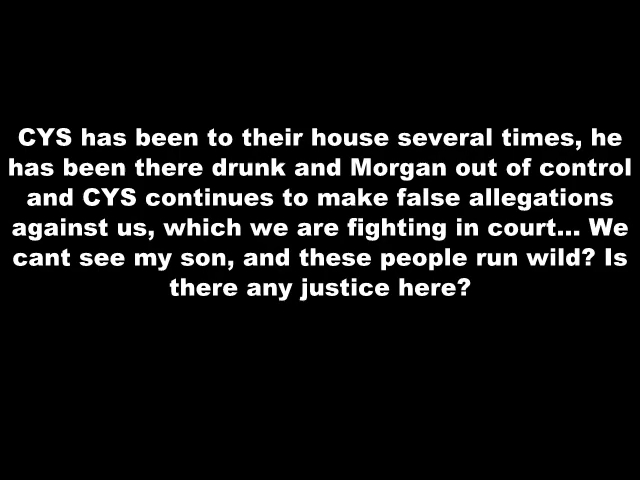 CYS has been to their house several times, he
has been there drunk and Morgan out of control
and CYS continues to make false allegations
against us, which we are fighting in court... We
cant see my son, and these people run wild? Is
there any justice here?